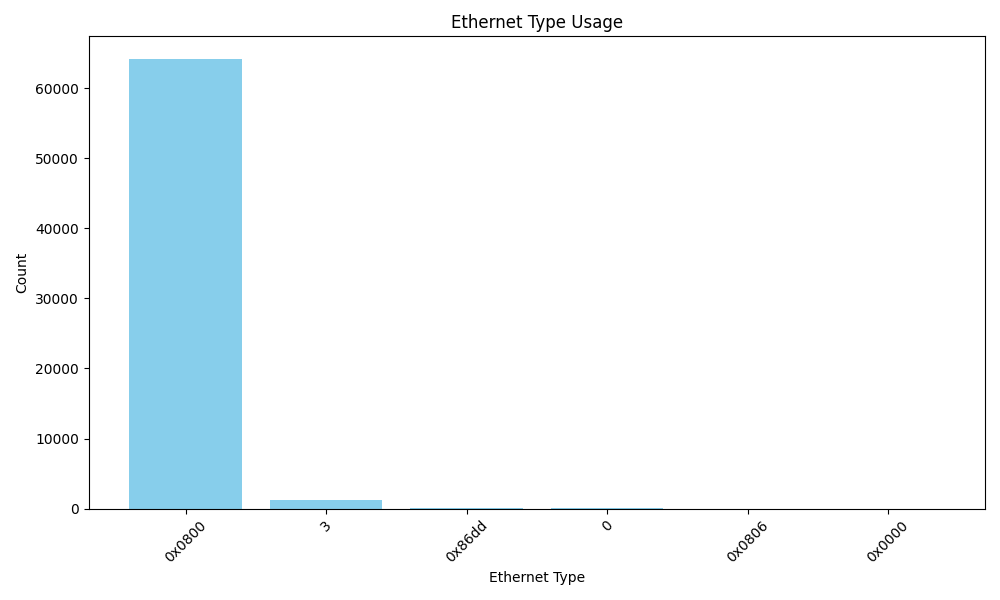 Ethernet Type Usage
Count
60000
50000
40000
30000
20000
10000
0
0x0800
3
0x86dd
0
0x0806
0x0000
Ethernet Type